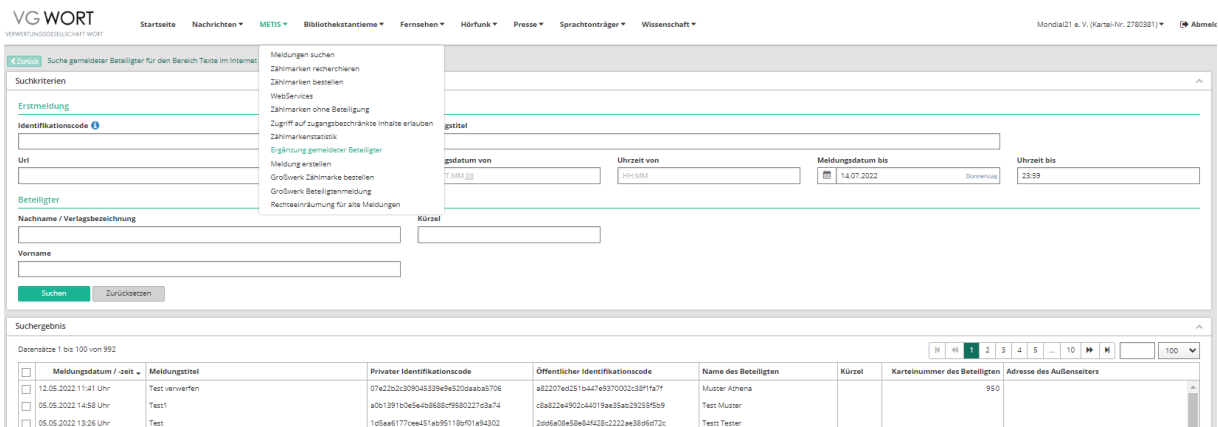 VG WORT
VERWERTUNGSGESELLSCHAFT WORT
Startseite Nachrichten METIS Bibliothekstantieme Fernsehen Hörfunk Presse Sprachtonträger Wissenschaft
Mondial21 e. V. (Kartei-Nr. 2780381) Abmeld
Zurück Suche gemeldeter Beteiligter für den Bereich Texte im Internet
Meldungen suchen
Zählmarken recherchieren
Zählmarken bestellen
WebServices
Zählmarken ohne Beteiligung
Zugriff auf zugangsbeschränkte Inhalte erlauben
Zählmarkenstatistik
Ergänzung gemeldeter Beteiligter
Meldung erstellen
Großwerk Zählmarke bestellen
Großwerk Beteiligtenmeldung
Rechteeinräumung für alte Meldungen
Suchkriterien
Erstmeldung
Identifikationscode gstitel
Url gsdatum von Uhrzeit von Meldungsdatum bis Uhrzeit bis
HH:MM 14.07.2022 Donnerstag 23:59
Beteiligter
Nachname / Verlagsbezeichnung Kürzel
Vorname
Suchen Zurücksetzen
Suchergebnis
Datensätze 1 bis 100 von 992 1 2 3 4 5 ... 10 100
Meldungsdatum / -zeit Meldungstitel Privater Identifikationscode Öffentlicher Identifikationscode Name des Beteiligten Kürzel Karteinummer des Beteiligten Adresse des Außenseiters
12.05.2022 11:41 Uhr Test verwerfen 07e22b2c309045339e9e520daaba5706 a82207ed251b447e9370002c38f1fa7f Muster Athena 950
05.05.2022 14:58 Uhr Test1 a0b1391b0e5e4b8688cf9580227d3a74 c8a822e4902c44019ae35ab29255f5b9 Test Muster
05.05.2022 13:26 Uhr Test 1d5aa6177cee451ab95118bf01a94302 2dd6a08e58e84f428c2222ae38d6d72c Testt Tester